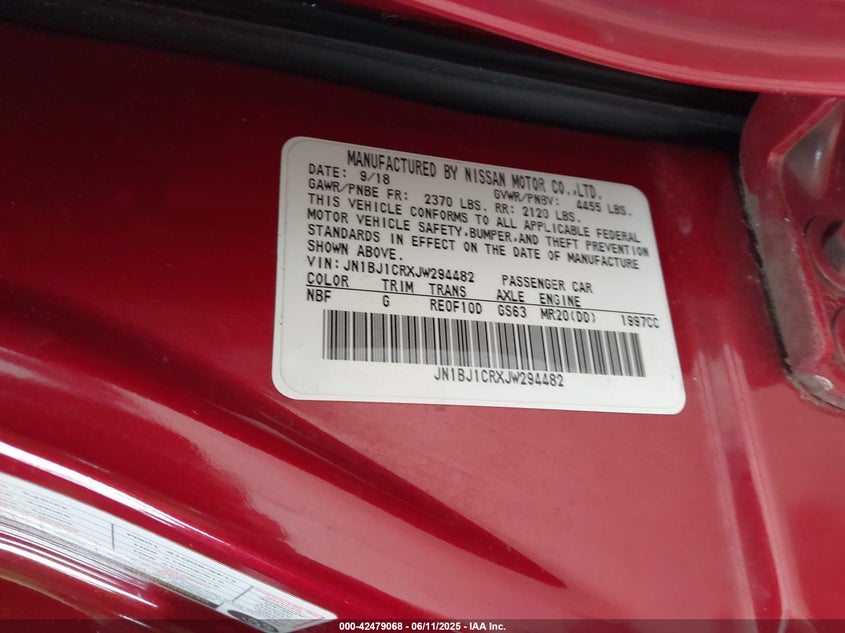 MANUFACTURED BY NISSAN MOTOR CO.,LTD.
DATE: 9/18 GVWR/PNBV: 4455 LBS.
GAWR/PNBE FR: 2370 LBS. RR: 2120 LBS.
THIS VEHICLE CONFORMS TO ALL APPLICABLE FEDERAL
MOTOR VEHICLE SAFETY,BUMPER,AND THEFT PREVENTION
STANDARDS IN EFFECT ON THE DATE OF MANUFACTURE
SHOWN ABOVE.
VIN: JN1BJ1CRXJW294482 PASSENGER CAR
COLOR TRIM TRANS AXLE ENGINE
NBF G RE0F10D GS63 MR20(DD) 1997CC
JN1BJ1CRXJW294482
000-42479068 - 06/11/2025 - IAA Inc.